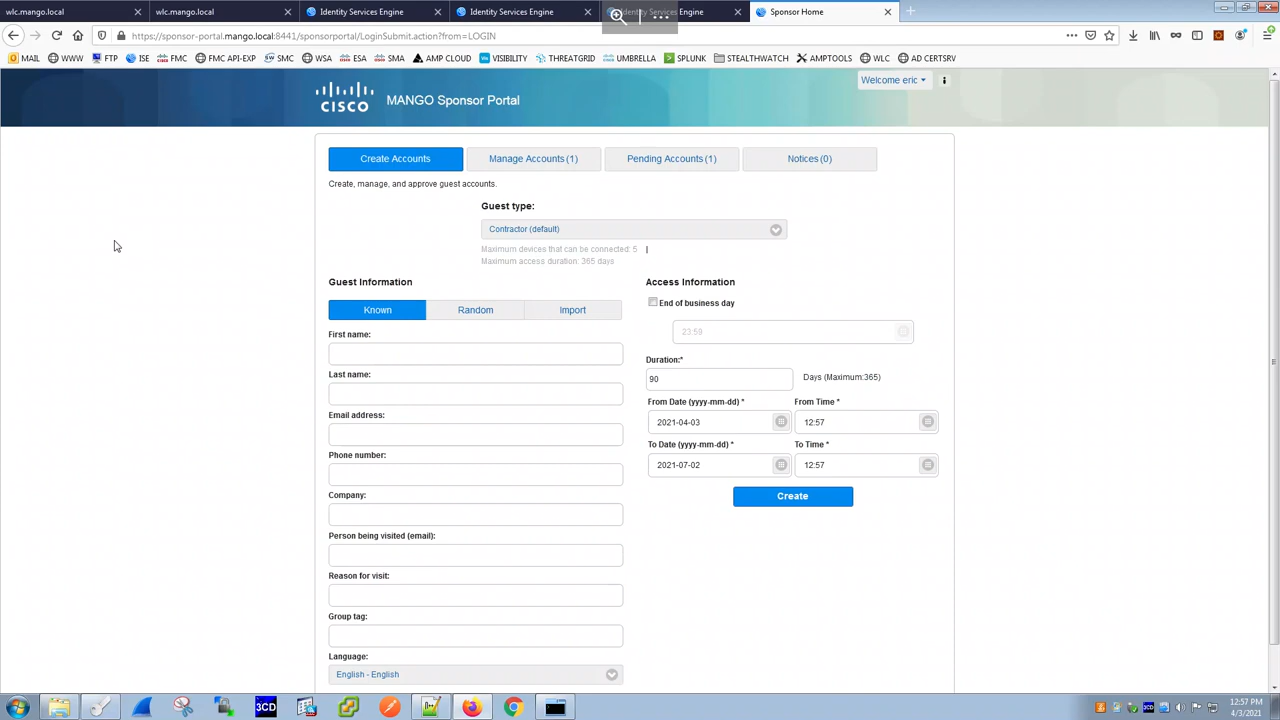 wlc.mango.local
wlc.mango.local
Identity Services Engine
Identity Services Engine
Identity Services Engine
Sponsor Home
https://sponsor-portal.mango.local:8441/sponsorportal/LoginSubmit.action?from=LOGIN
MAIL
WWW
FTP
ISE
FMC
FMC API-EXP
SMC
WSA
ESA
SMA
AMP CLOUD
VISIBILITY
THREATGRID
UMBRELLA
SPLUNK
STEALTHWATCH
AMPTOOLS
WLC
AD CERTSRV
CISCO
MANGO Sponsor Portal
Welcome eric
Create Accounts
Manage Accounts (1)
Pending Accounts (1)
Notices (0)
Create, manage, and approve guest accounts.
Guest type:
Contractor (default)
Maximum devices that can be connected: 5
Maximum access duration: 365 days
Guest Information
Access Information
Known
Random
Import
End of business day
23:59
First name:
Last name:
Email address:
Phone number:
Company:
Person being visited (email):
Reason for visit:
Group tag:
Language:
English - English
Duration:*
90
Days (Maximum:365)
From Date (yyyy-mm-dd) *
From Time *
2021-04-03
12:57
To Date (yyyy-mm-dd) *
To Time *
2021-07-02
12:57
Create
3CD
3CD
12:57 PM
4/3/2021